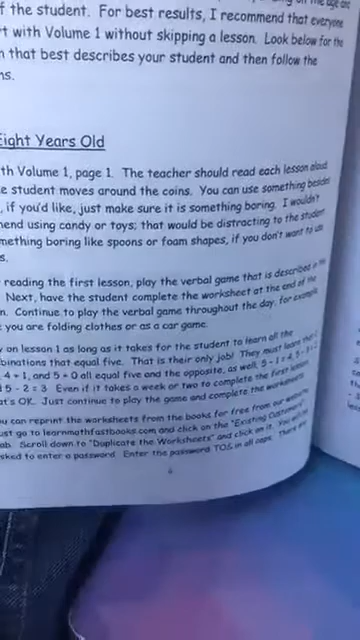 f the student. For best results, I recommend that everyone
rt with Volume 1 without skipping a lesson. Look below for the
n that best describes your student and then follow the
ns.
Eight Years Old
th Volume 1, page 1. The teacher should read each lesson aloud
e student moves around the coins. You can use something besides
, if you'd like, just make sure it is something boring. I wouldn't
mend using candy or toys; that would be distracting to the student
mething boring like spoons or foam shapes, if you don't want to use
s.
reading the first lesson, play the verbal game that is described in the
Next, have the student complete the worksheet at the end of the
n. Continue to play the verbal game throughout the day, for example
you are folding clothes or as a car game.
y on lesson 1 as long as it takes for the student to learn all the
binations that equal five. That is their only job! They must learn that
4 + 1, and 5 + 0 all equal five and the opposite, as well, 5 - 1 = 4, 5 - 3 =
d 5 - 2 = 3 Even if it takes a week or two to complete the first lesson,
at's OK. Just continue to play the game and complete the worksheets.
ou can reprint the worksheets from the books for free from our website
ust go to learnmathfastbooks.com and click on the "Existing Customers"
ab. Scroll down to "Duplicate the Worksheets" and click on it. You will be
sked to enter a password. Enter the password TOS in all caps. There are